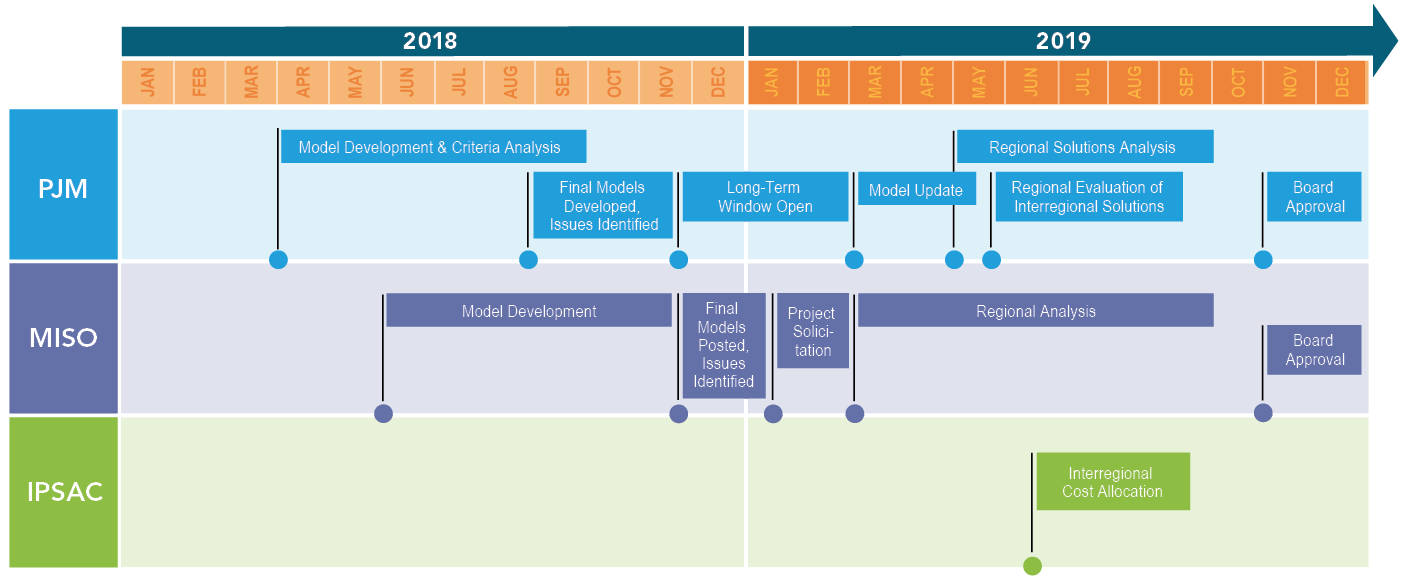 2018
2019
JAN FEB MAR APR MAY JUN JUL AUG SEP OCT NOV DEC
JAN FEB MAR APR MAY JUN JUL AUG SEP OCT NOV DEC
PJM
Model Development & Criteria Analysis
Regional Solutions Analysis
Final Models
Developed,
Issues Identified
Long-Term
Window Open
Model Update
Regional Evaluation of
Interregional Solutions
Board
Approval
MISO
Model Development
Final
Models
Posted,
Issues
Identified
Project
Solici-
tation
Regional Analysis
Board
Approval
IPSAC
Interregional
Cost Allocation